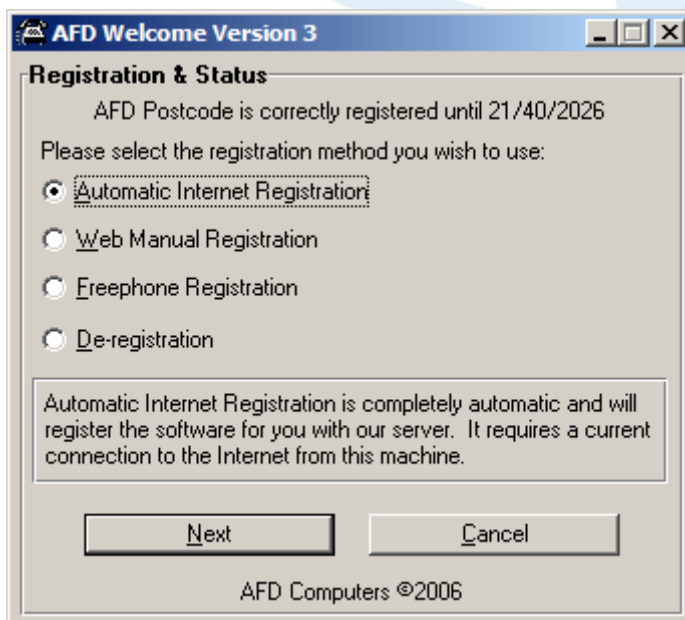 AFD Welcome Version 3
Registration & Status
AFD Postcode is correctly registered until 21/40/2026
Please select the registration method you wish to use:
Automatic Internet Registration
Web Manual Registration
Freephone Registration
De-registration
Automatic Internet Registration is completely automatic and will
register the software for you with our server. It requires a current
connection to the Internet from this machine.
Next
Cancel
AFD Computers ©2006